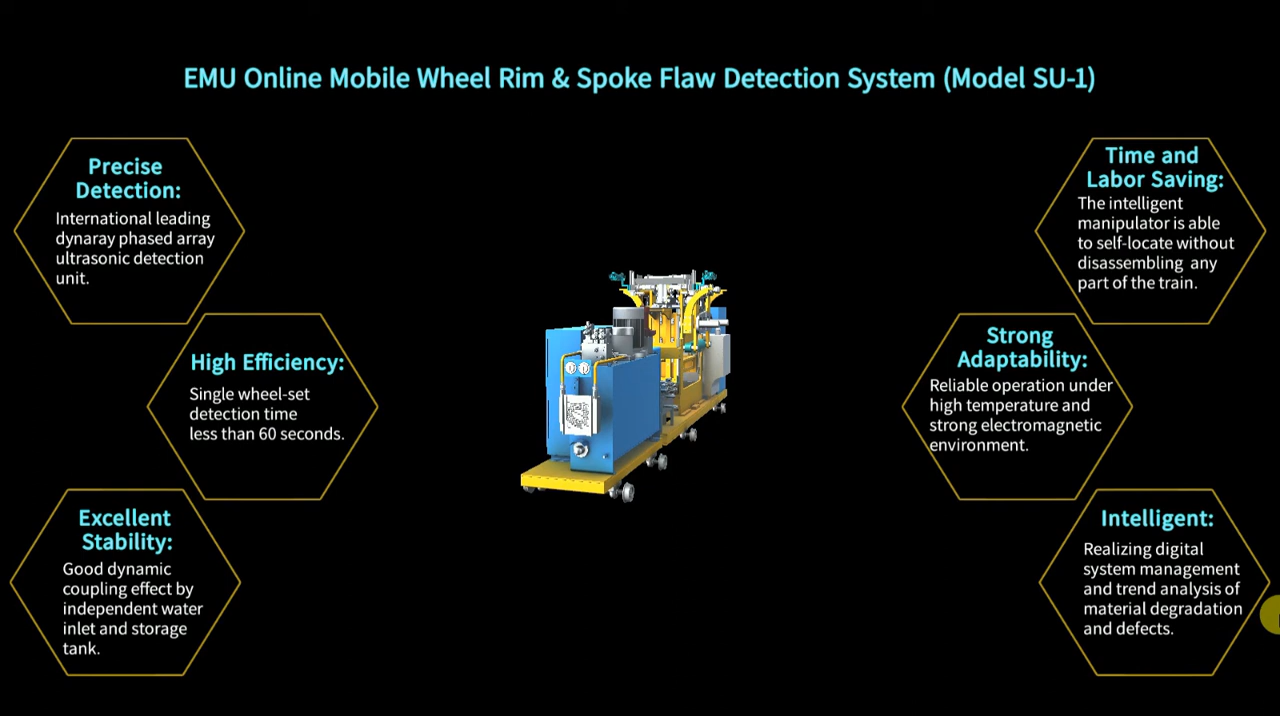 EMU Online Mobile Wheel Rim & Spoke Flaw Detection System (Model SU-1)
Precise
Detection:
International leading
dynaray phased array
ultrasonic detection
unit.
High Efficiency:
Single wheel-set
detection time
less than 60 seconds.
Excellent
Stability:
Good dynamic
coupling effect by
independent water
inlet and storage
tank.
Time and
Labor Saving:
The intelligent
manipulator is able
to self-locate without
disassembling any
part of the train.
Strong
Adaptability:
Reliable operation under
high temperature and
strong electromagnetic
environment.
Intelligent:
Realizing digital
system management
and trend analysis of
material degradation
and defects.